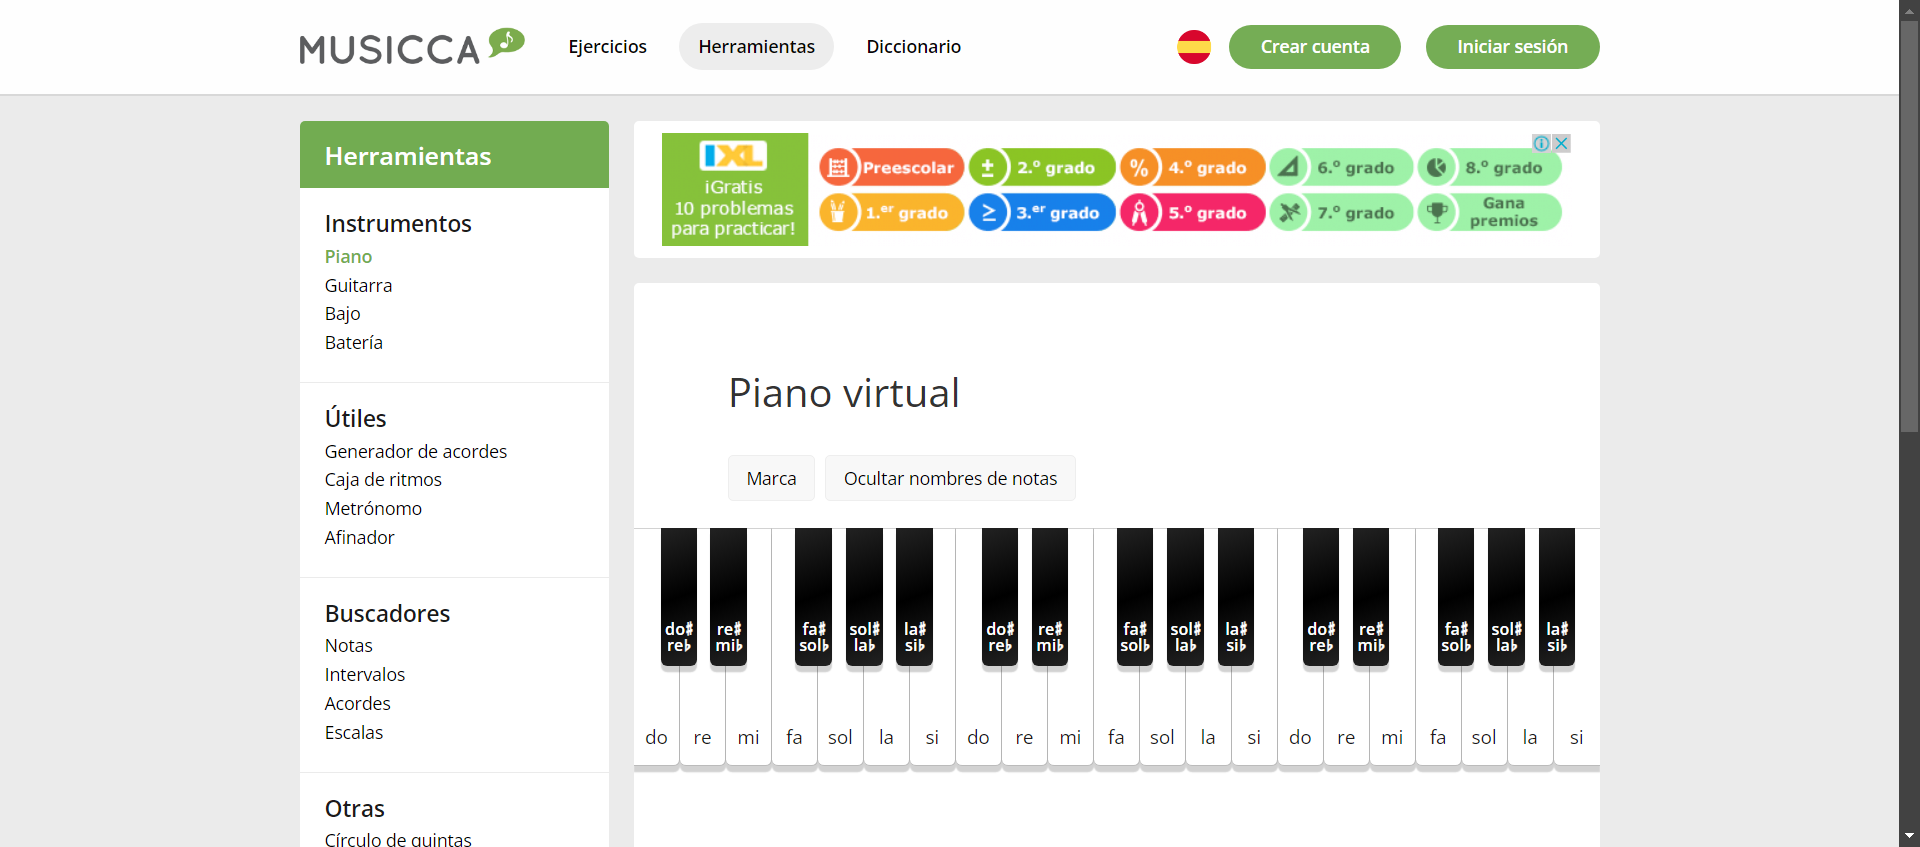 MUSICCA
Ejercicios
Herramientas
Diccionario
Crear cuenta
Iniciar sesión
Herramientas
Instrumentos
Piano
Guitarra
Bajo
Batería
Útiles
Generador de acordes
Caja de ritmos
Metrónomo
Afinador
Buscadores
Notas
Intervalos
Acordes
Escalas
Otras
Círculo de quintas
IXL
¡Gratis
10 problemas
para practicar!
Preescolar
2.º grado
4.º grado
6.º grado
8.º grado
1.er grado
3.er grado
5.º grado
7.º grado
Gana
premios
Piano virtual
Marca
Ocultar nombres de notas
do♯ re♯ fa♯ sol♯ la♯ do♯ re♯ fa♯ sol♯ la♯ do♯ re♯ fa♯ sol♯ la♯
re♭ mi♭ sol♭ la♭ si♭ re♭ mi♭ sol♭ la♭ si♭ re♭ mi♭ sol♭ la♭ si♭
do re mi fa sol la si do re mi fa sol la si do re mi fa sol la si